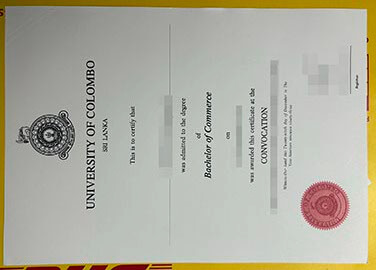 UNIVERSITY OF COLOMBO
SRI LANKA
This is to certify that
was admitted to the degree
of
Bachelor of Commerce
on
was awarded this certificate at the
CONVOCATION
Registrar